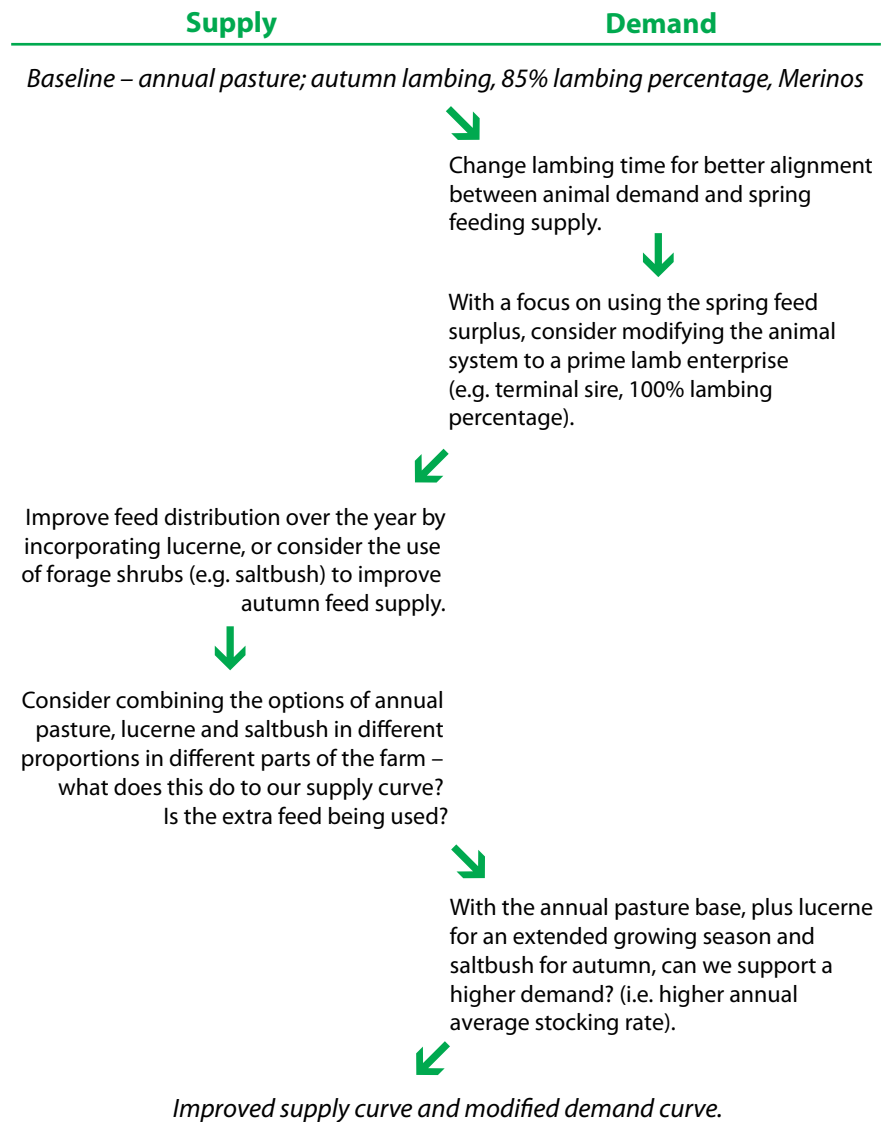 Supply
Demand
Baseline – annual pasture; autumn lambing, 85% lambing percentage, Merinos
Change lambing time for better alignment
between animal demand and spring
feeding supply.
With a focus on using the spring feed
surplus, consider modifying the animal
system to a prime lamb enterprise
(e.g. terminal sire, 100% lambing
percentage).
Improve feed distribution over the year by
incorporating lucerne, or consider the use
of forage shrubs (e.g. saltbush) to improve
autumn feed supply.
Consider combining the options of annual
pasture, lucerne and saltbush in different
proportions in different parts of the farm –
what does this do to our supply curve?
Is the extra feed being used?
With the annual pasture base, plus lucerne
for an extended growing season and
saltbush for autumn, can we support a
higher demand? (i.e. higher annual
average stocking rate).
Improved supply curve and modified demand curve.